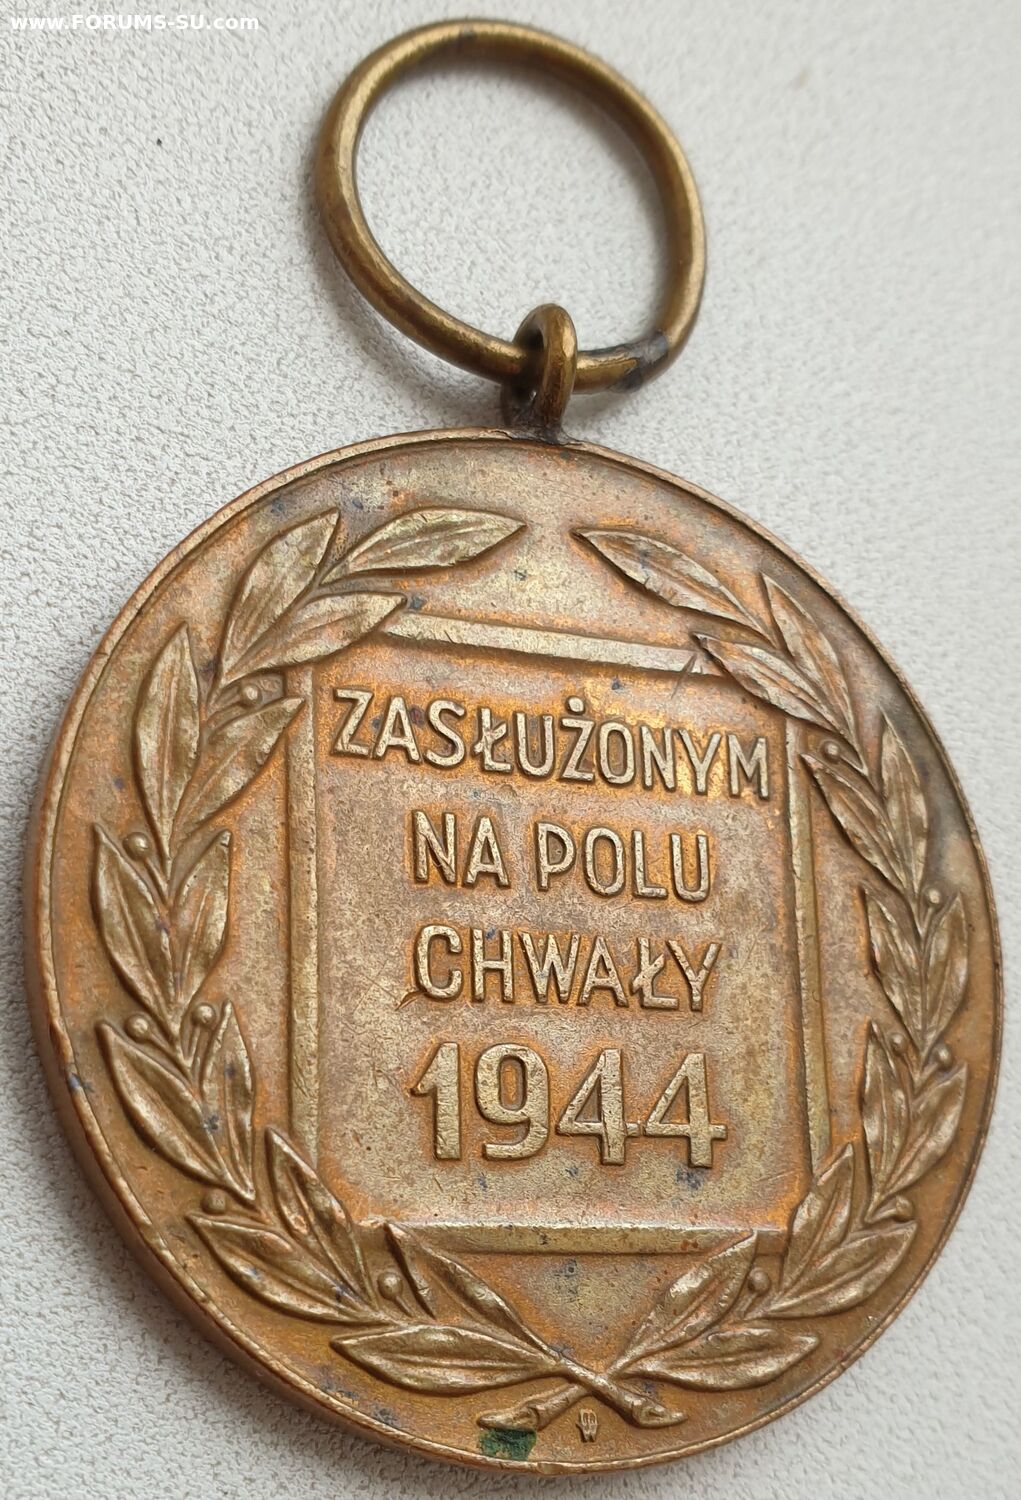 www.FORUMS-SU.com
ZASŁUŻONYM
NA POLU
CHWAŁY
1944